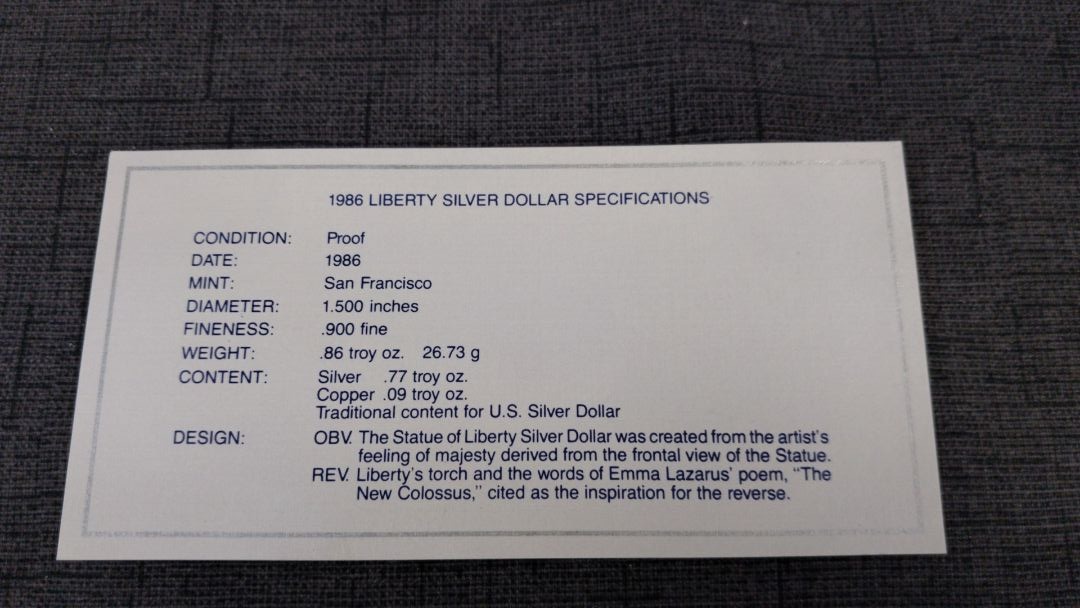 1986 LIBERTY SILVER DOLLAR SPECIFICATIONS
CONDITION: Proof
DATE: 1986
MINT: San Francisco
DIAMETER: 1.500 inches
FINENESS: .900 fine
WEIGHT: .86 troy oz. 26.73 g
CONTENT: Silver .77 troy oz.
Copper .09 troy oz.
Traditional content for U.S. Silver Dollar
DESIGN: OBV. The Statue of Liberty Silver Dollar was created from the artist's
feeling of majesty derived from the frontal view of the Statue.
REV. Liberty's torch and the words of Emma Lazarus' poem, "The
New Colossus," cited as the inspiration for the reverse.